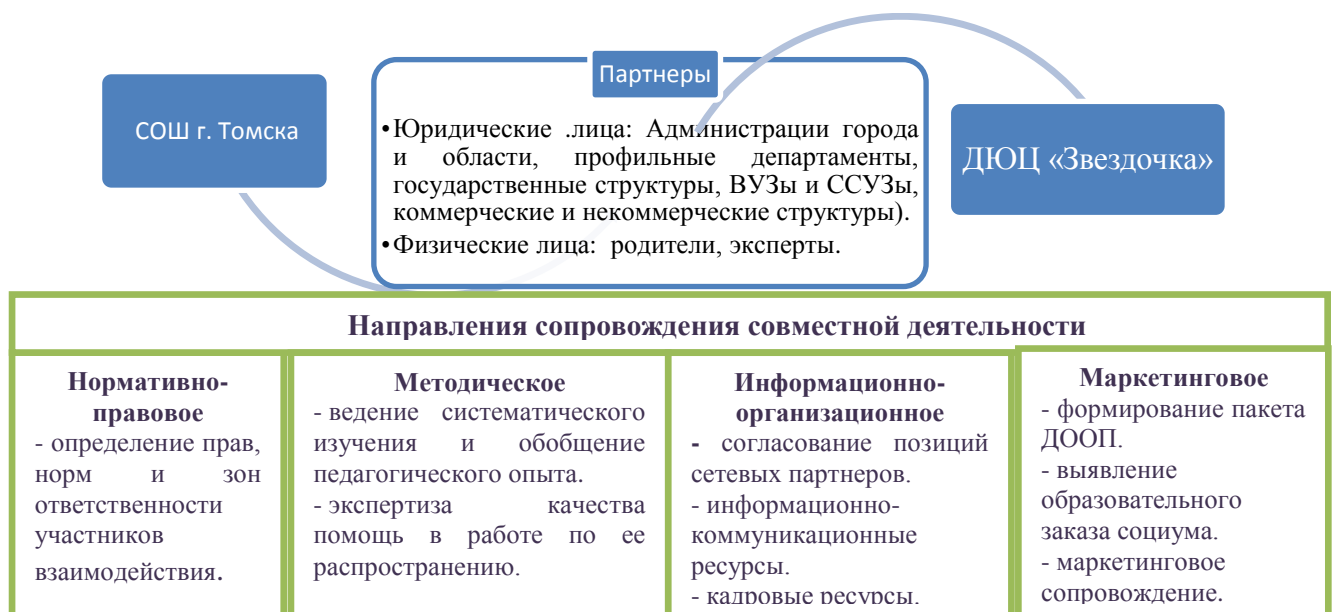 Партнеры
СОШ г. Томска
•Юридические .лица: Администрации города
и области, профильные департаменты,
государственные структуры, ВУЗы и ССУЗы,
коммерческие и некоммерческие структуры).
•Физические лица: родители, эксперты.
ДЮЦ «Звездочка»
Направления сопровождения совместной деятельности
Нормативно-
правовое
- определение прав,
норм и зон
ответственности
участников
взаимодействия.
Методическое
- ведение систематического
изучения и обобщение
педагогического опыта.
- экспертиза качества
помощь в работе по ее
распространению.
Информационно-
организационное
- согласование позиций
сетевых партнеров.
- информационно-
коммуникационные
ресурсы.
- кадровые ресурсы.
Маркетинговое
- формирование пакета
ДООП.
- выявление
образовательного
заказа социума.
- маркетинговое
сопровождение.